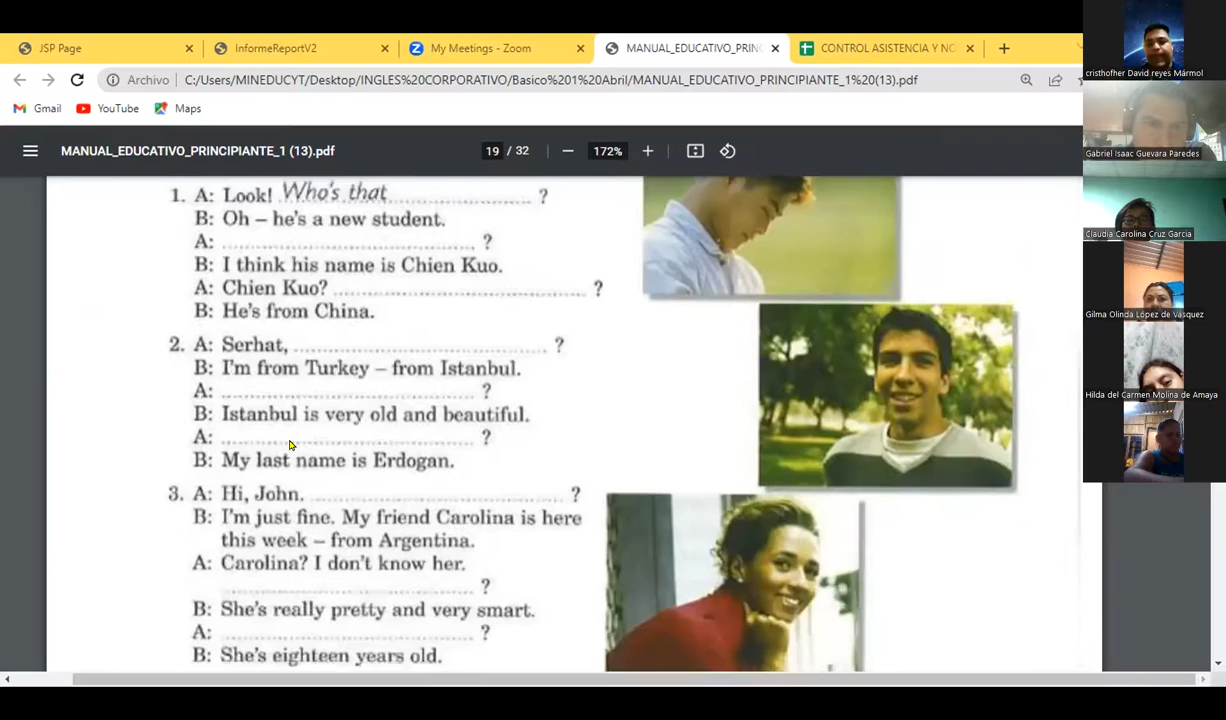 JSP Page
InformeReportV2
My Meetings - Zoom
MANUAL_EDUCATIVO_PRIN
CONTROL ASISTENCIA Y NO
Archivo
C:/Users/MINEDUCYT/Desktop/INGLES%20CORPORATIVO/Basico%201%20Abril/MANUAL_EDUCATIVO_PRINCIPIANTE_1%20(13).pdf
Gmail
YouTube
Maps
MANUAL_EDUCATIVO_PRINCIPIANTE_1 (13).pdf
19 / 32
172%
1. A: Look! Who's that ?
B: Oh – he's a new student.
A: ?
B: I think his name is Chien Kuo.
A: Chien Kuo? ?
B: He's from China.
2. A: Serhat, ?
B: I'm from Turkey – from Istanbul.
A: ?
B: Istanbul is very old and beautiful.
A: ?
B: My last name is Erdogan.
3. A: Hi, John. ?
B: I'm just fine. My friend Carolina is here
this week – from Argentina.
A: Carolina? I don't know her.
?
B: She's really pretty and very smart.
A: ?
B: She's eighteen years old.
cristhofher David reyes Mármol
Gabriel Isaac Guevara Paredes
Claudia Carolina Cruz Garcia
Gilma Olinda López de Vásquez
Hilda del Carmen Molina de Amaya